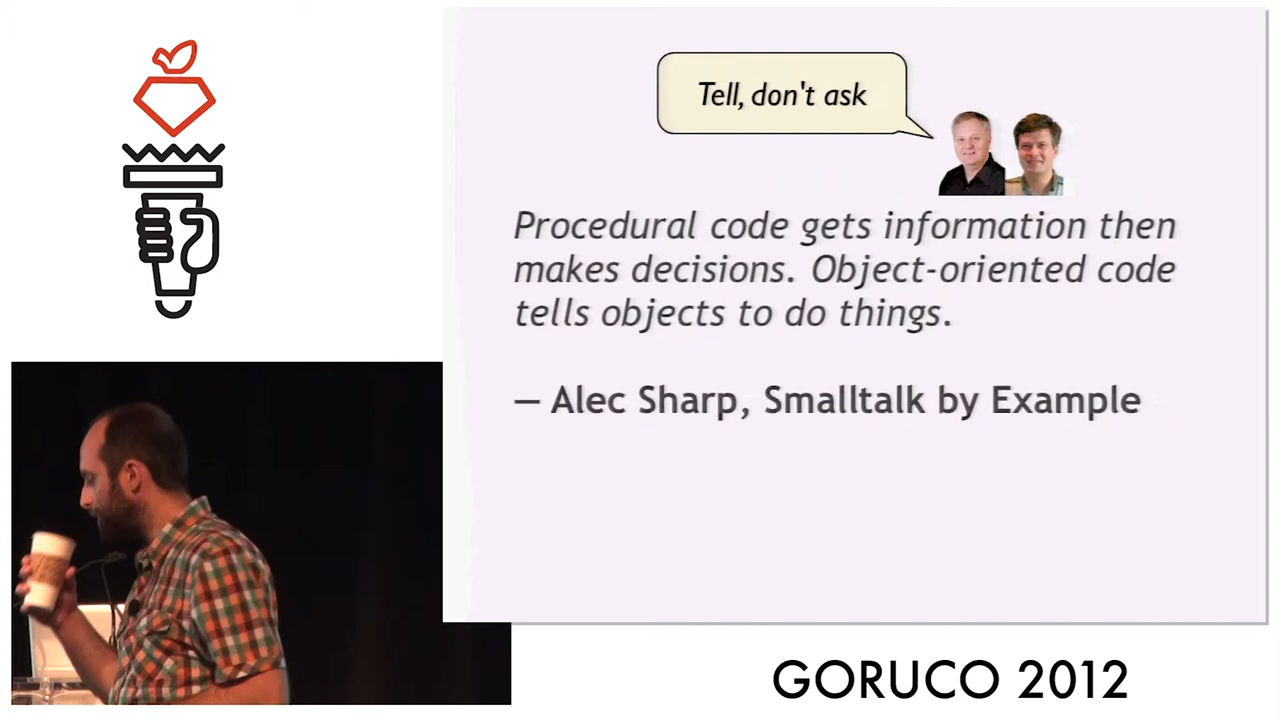 Tell, don't ask
Procedural code gets information then
makes decisions. Object-oriented code
tells objects to do things.
— Alec Sharp, Smalltalk by Example
GORUCO 2012